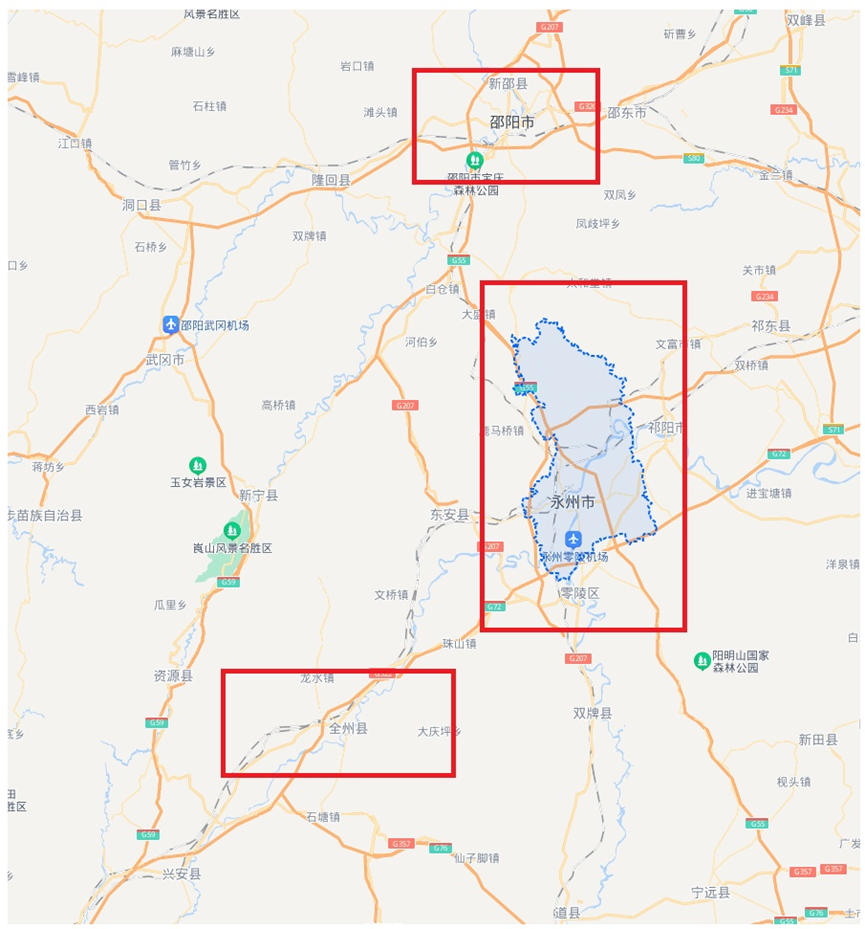 风景名胜区
G207
双峰县
斫曹乡
麻塘山乡
岩口镇
S71
雪峰镇
新邵县
石柱镇
滩头镇
G320
邵东市
G234
邵阳市
江口镇
管竹乡
S80
隆回县
邵阳市宝庆
森林公园
金兰镇
双凤乡
洞口县
凤歧坪乡
双牌镇
石桥乡
G55
口乡
关市镇
白仓镇
太和堂镇
G234
大盛镇
邵阳武冈机场
祁东县
河伯乡
文富市镇
武冈市
双桥镇
G55
高桥镇
G207
西岩镇
鹿马桥镇
祁阳市
S71
G72
蒋坊乡
玉女岩景区
进宝塘镇
新宁县
永州市
步苗族自治县
东安县
崀山风景名胜区
G207
永州零陵机场
洋泉镇
G59
文桥镇
零陵区
瓜里乡
G72
珠山镇
白
G207
阳明山国家
森林公园
资源县
龙水镇
双牌县
G59
全州县
大庆坪乡
新田县
枧头镇
田
胜区
石塘镇
G55
G59
G357
G76
仙子脚镇
广发
兴安县
G357
G357
宁远县
道县
G76
G55